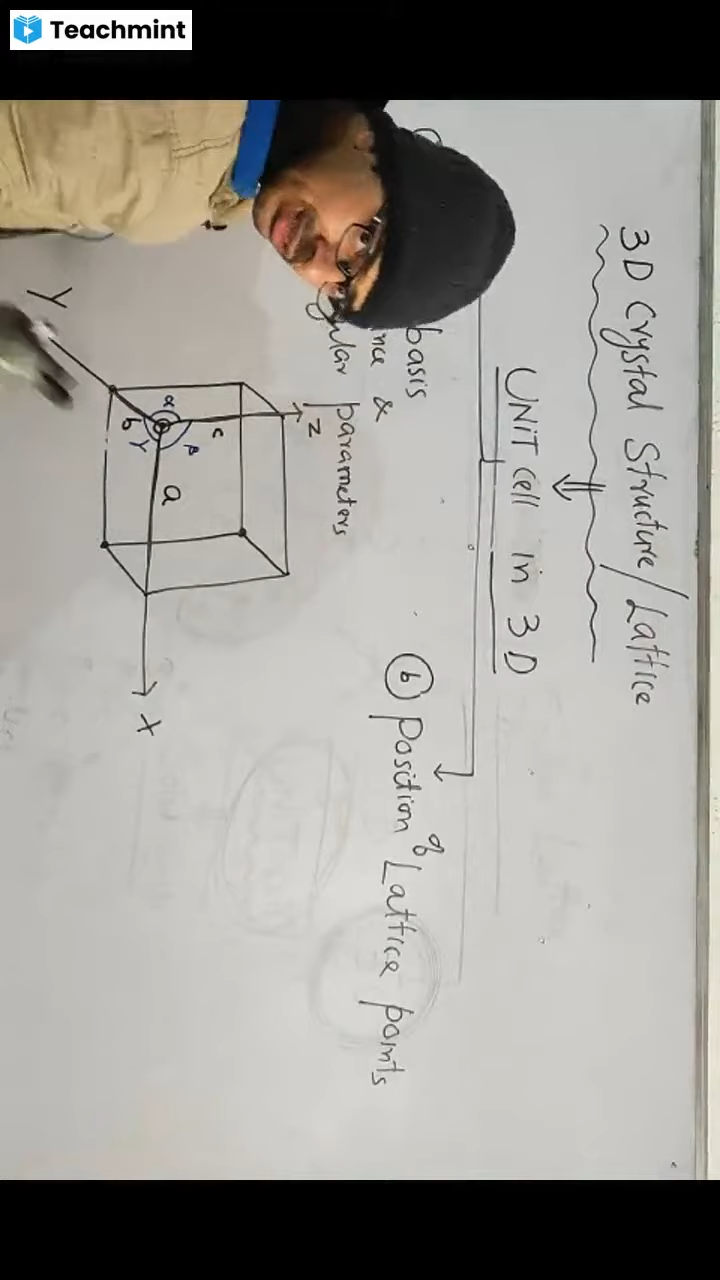 Teachmint
3D Crystal Structure/Lattice
UNIT cell in 3D
basis
&
parameters
(b) Position of Lattice points
Z
Y
X
a
b
c
α
β
γ